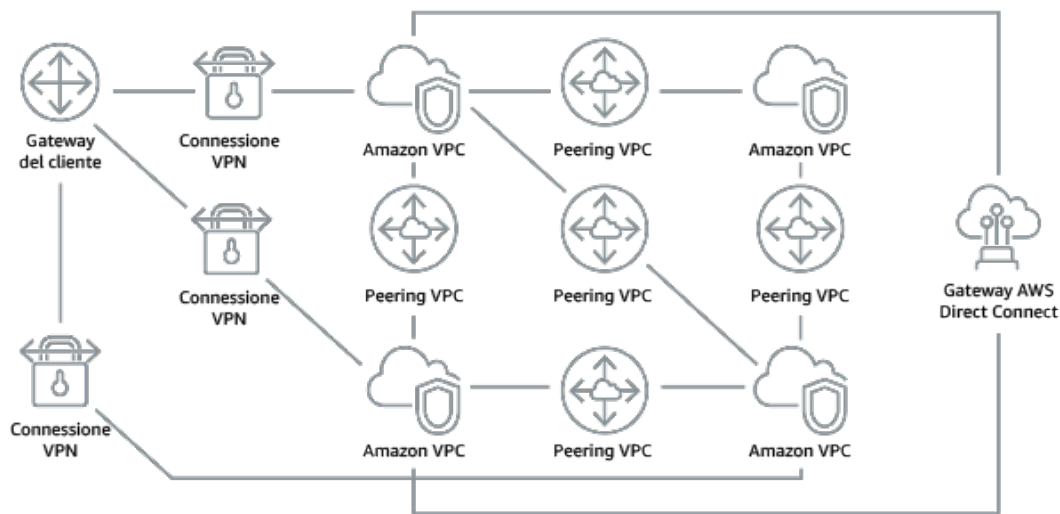 Gateway
del cliente
Connessione
VPN
Amazon VPC
Peering VPC
Amazon VPC
Connessione
VPN
Peering VPC
Peering VPC
Peering VPC
Gateway AWS
Direct Connect
Connessione
VPN
Amazon VPC
Peering VPC
Amazon VPC